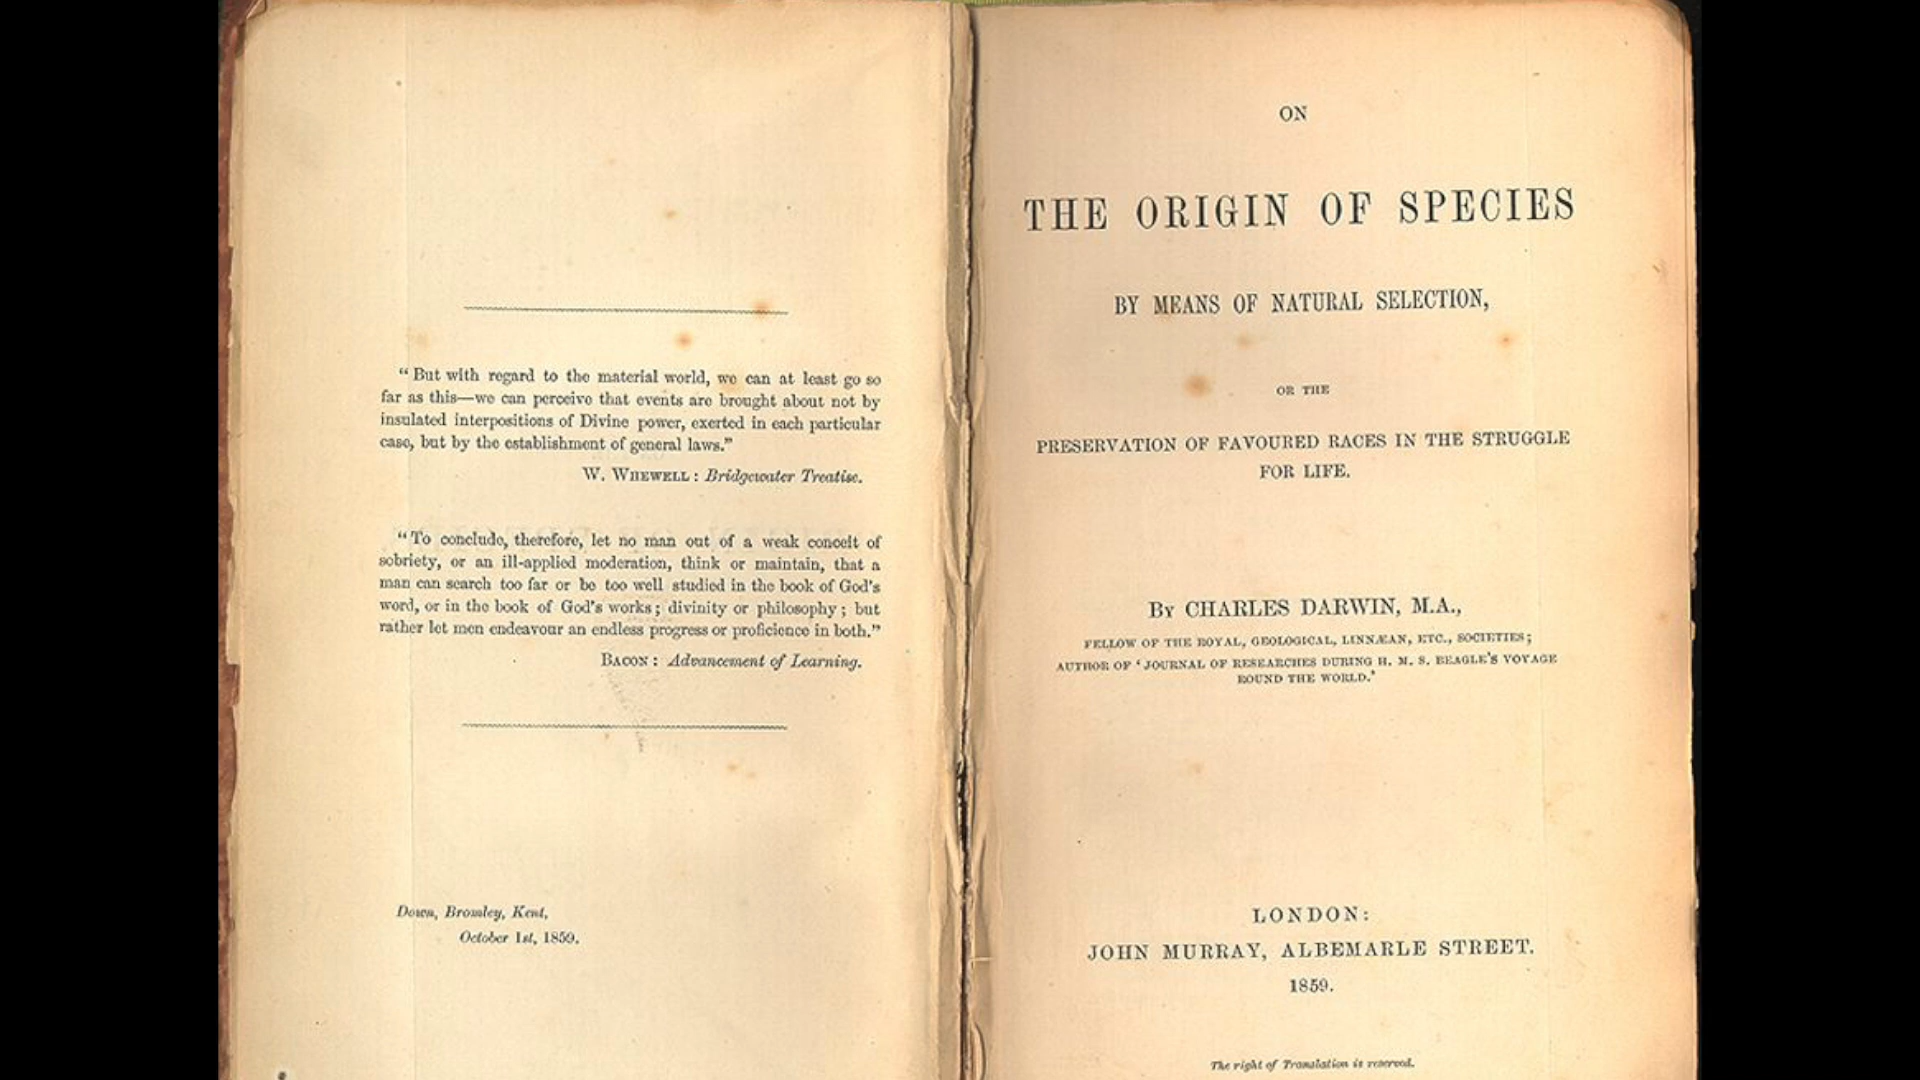 “But with regard to the material world, we can at least go so
far as this—we can perceive that events are brought about not by
insulated interpositions of Divine power, exerted in each particular
case, but by the establishment of general laws.”
W. WHEWELL: Bridgewater Treatise.
“To conclude, therefore, let no man out of a weak conceit of
sobriety, or an ill-applied moderation, think or maintain, that a
man can search too far or be too well studied in the book of God's
word, or in the book of God's works; divinity or philosophy; but
rather let men endeavour an endless progress or proficience in both.”
BACON: Advancement of Learning.
Down, Bromley, Kent,
October 1st, 1859.
ON
THE ORIGIN OF SPECIES
BY MEANS OF NATURAL SELECTION,
OR THE
PRESERVATION OF FAVOURED RACES IN THE STRUGGLE
FOR LIFE.
BY CHARLES DARWIN, M.A.,
FELLOW OF THE ROYAL, GEOLOGICAL, LINNÆAN, ETC., SOCIETIES;
AUTHOR OF ‘JOURNAL OF RESEARCHES DURING H. M. S. BEAGLE'S VOYAGE
ROUND THE WORLD.’
LONDON:
JOHN MURRAY, ALBEMARLE STREET.
1859.
The right of Translation is reserved.